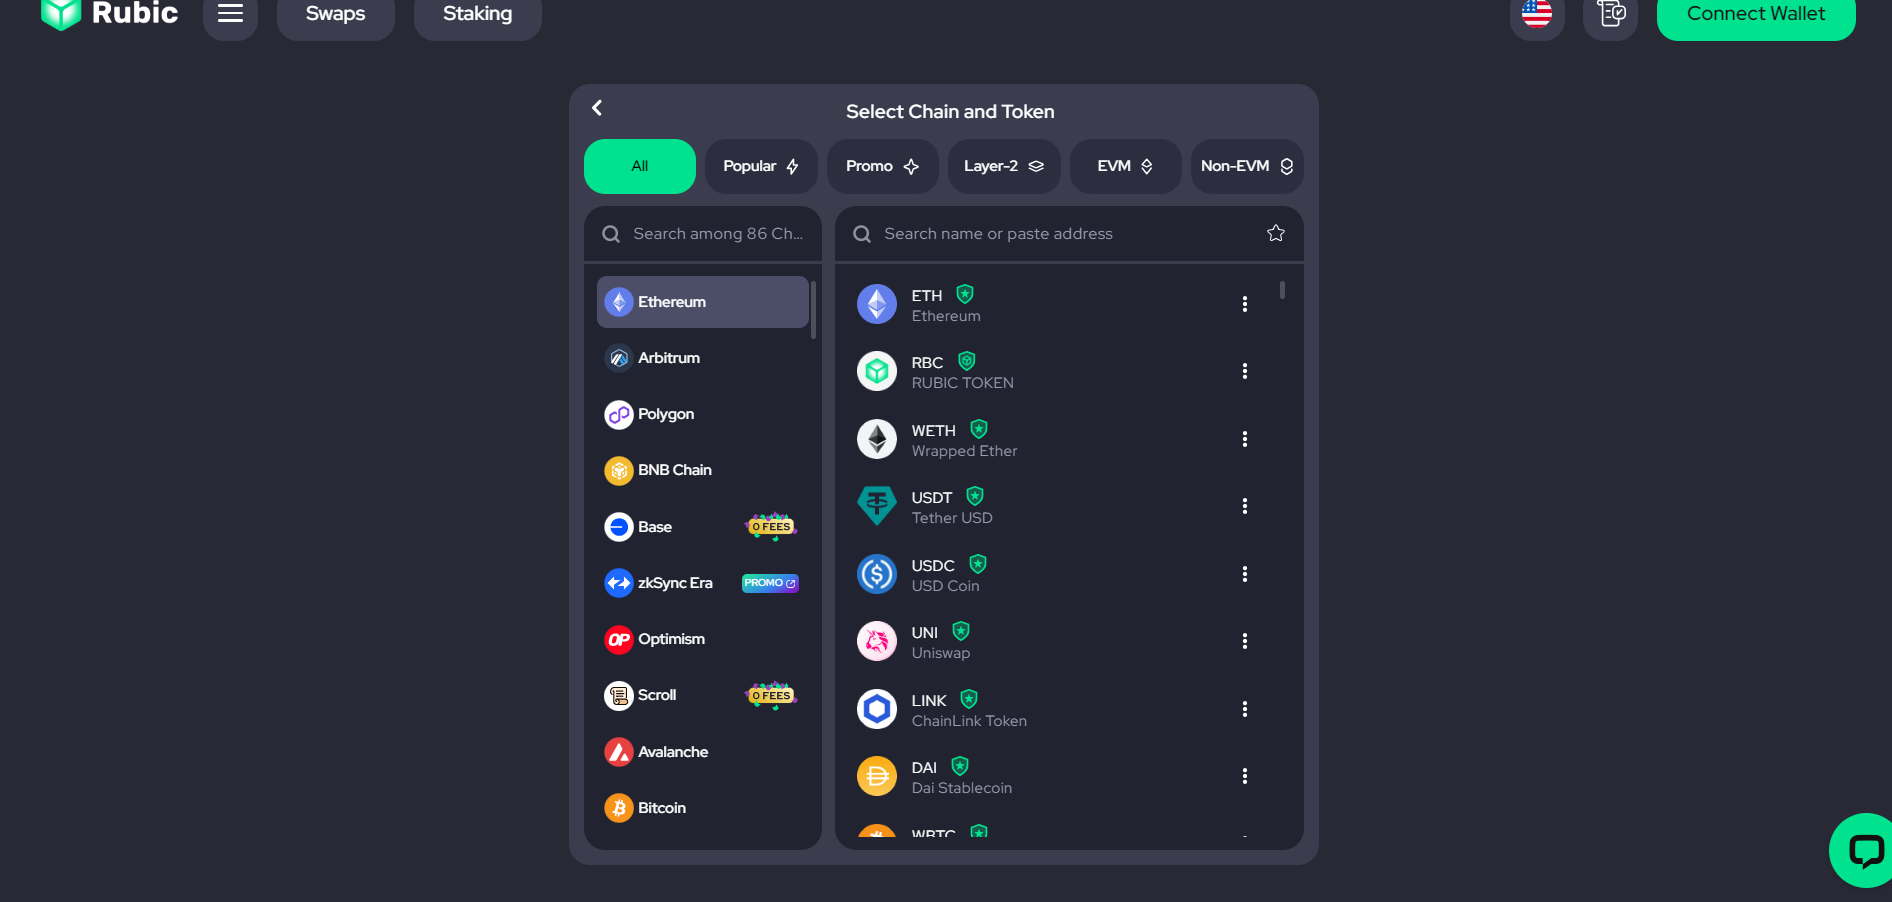 Rubic
Swaps
Staking
Connect Wallet
Select Chain and Token
All
Popular
Promo
Layer-2
EVM
Non-EVM
Search among 86 Ch...
Search name or paste address
Ethereum
Arbitrum
Polygon
BNB Chain
Base
0 FEES
zkSync Era
PROMO
OP
Optimism
Scroll
0 FEES
Avalanche
Bitcoin
ETH
Ethereum
RBC
RUBIC TOKEN
WETH
Wrapped Ether
USDT
Tether USD
USDC
USD Coin
UNI
Uniswap
LINK
ChainLink Token
DAI
Dai Stablecoin
WBTC